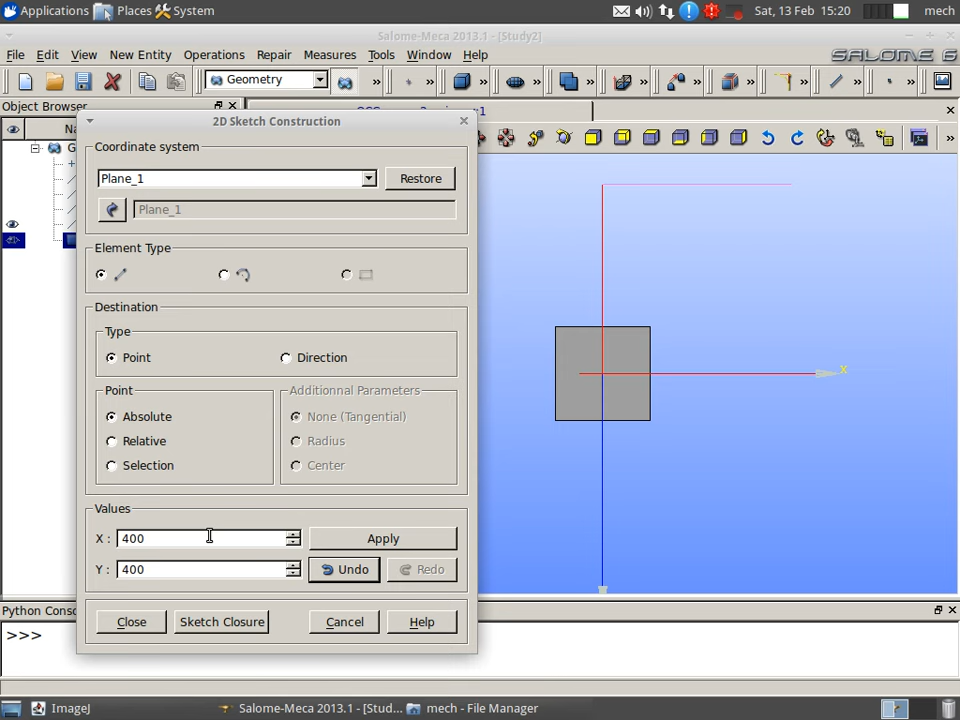 Applications Places System Sat, 13 Feb 15:20 mech
Salome-Meca 2013.1 - [Study2]
File Edit View New Entity Operations Repair Measures Tools Window Help SALOME 6
Geometry » » » » » » » » » »
Object Browser
2D Sketch Construction
Na
Coordinate system
G
Plane_1 Restore
Plane_1
Element Type
Destination
Type
Point Direction
Point Additionnal Parameters
Absolute None (Tangential)
Relative Radius
Selection Center
Values
X : 400 Apply
Y : 400 Undo Redo
Close Sketch Closure Cancel Help
X
Python Cons
>>>
ImageJ Salome-Meca 2013.1 - [Stud... mech - File Manager